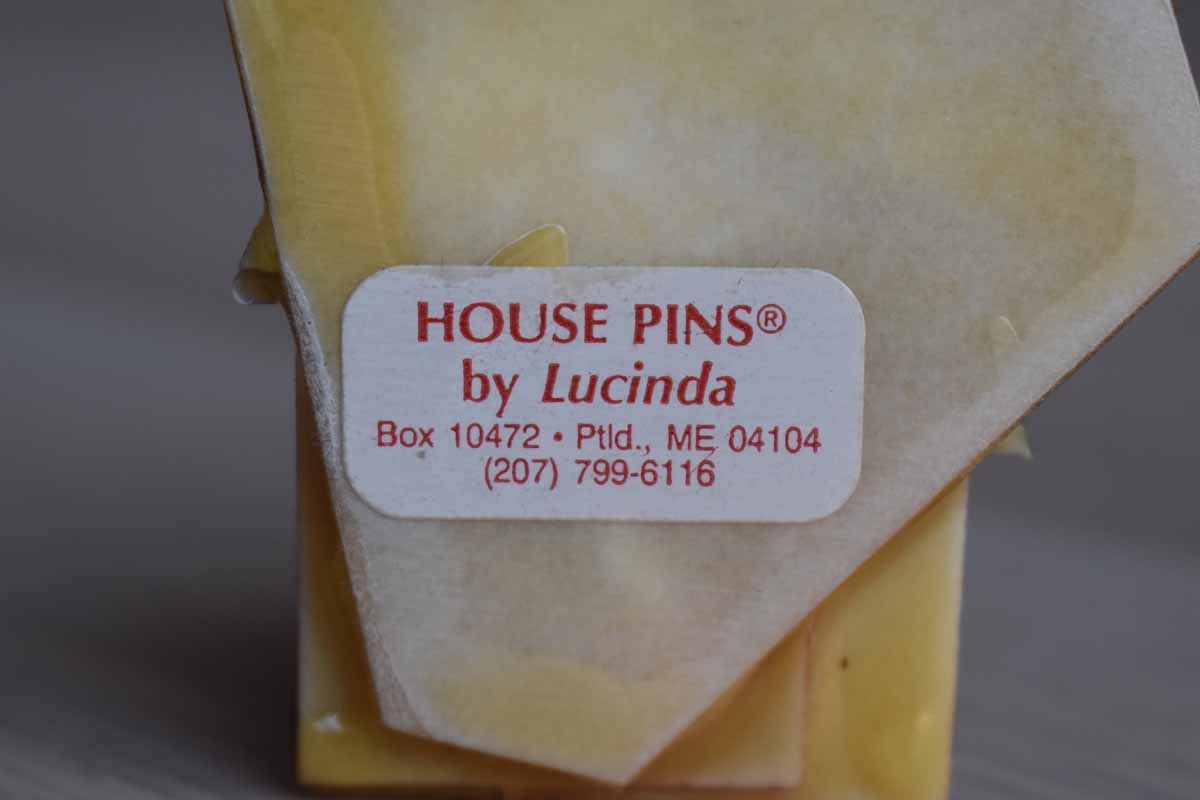 HOUSE PINS®
by Lucinda
Box 10472 • Ptld., ME 04104
(207) 799-6116